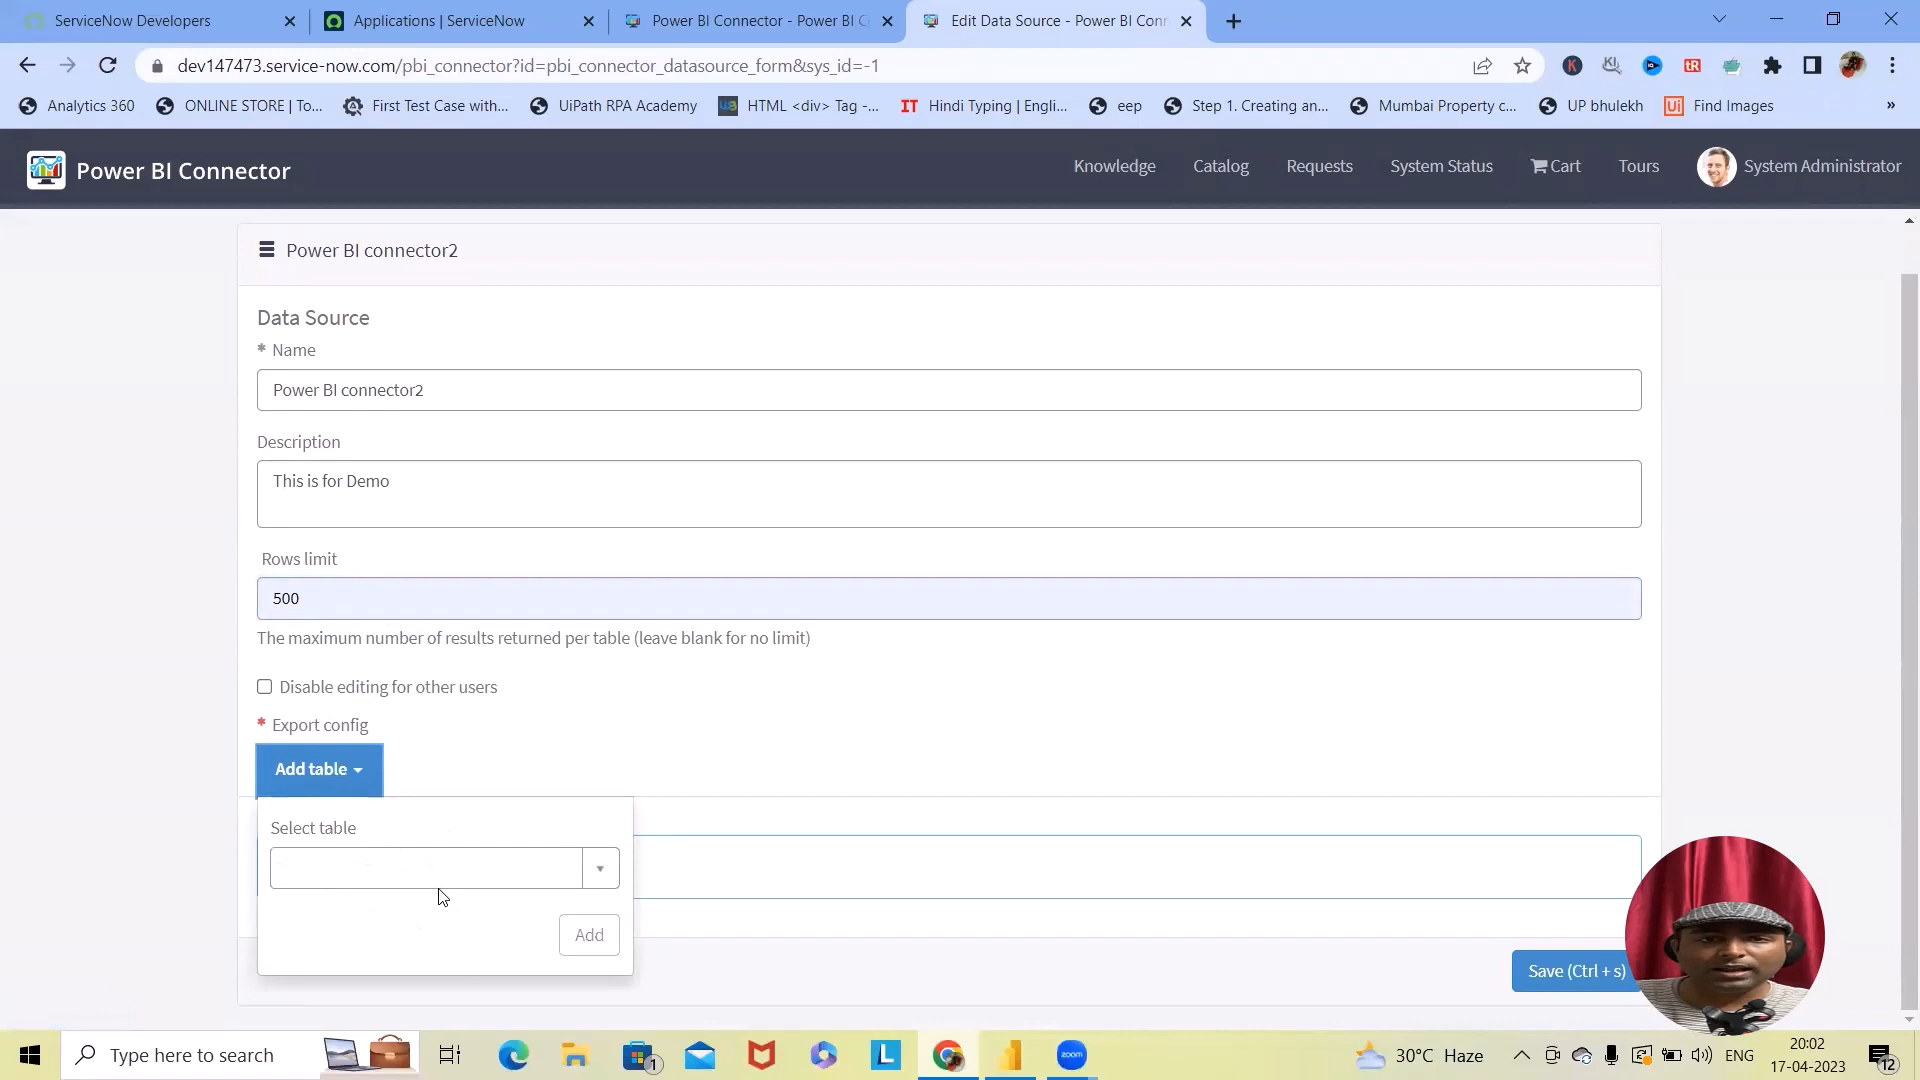 ServiceNow Developers
Applications | ServiceNow
Power BI Connector - Power BI C
Edit Data Source - Power BI Conn
dev147473.service-now.com/pbi_connector?id=pbi_connector_datasource_form&sys_id=-1
Analytics 360
ONLINE STORE | To...
First Test Case with...
UiPath RPA Academy
HTML <div> Tag -...
Hindi Typing | Engli...
eep
Step 1. Creating an...
Mumbai Property c...
UP bhulekh
Find Images
»
Power BI Connector
Knowledge
Catalog
Requests
System Status
Cart
Tours
System Administrator
Power BI connector2
Data Source
* Name
Power BI connector2
Description
This is for Demo
Rows limit
500
The maximum number of results returned per table (leave blank for no limit)
Disable editing for other users
* Export config
Add table
Select table
Add
Save (Ctrl + s)
Type here to search
1
L
zoom
30°C Haze
ENG
20:02
17-04-2023
12